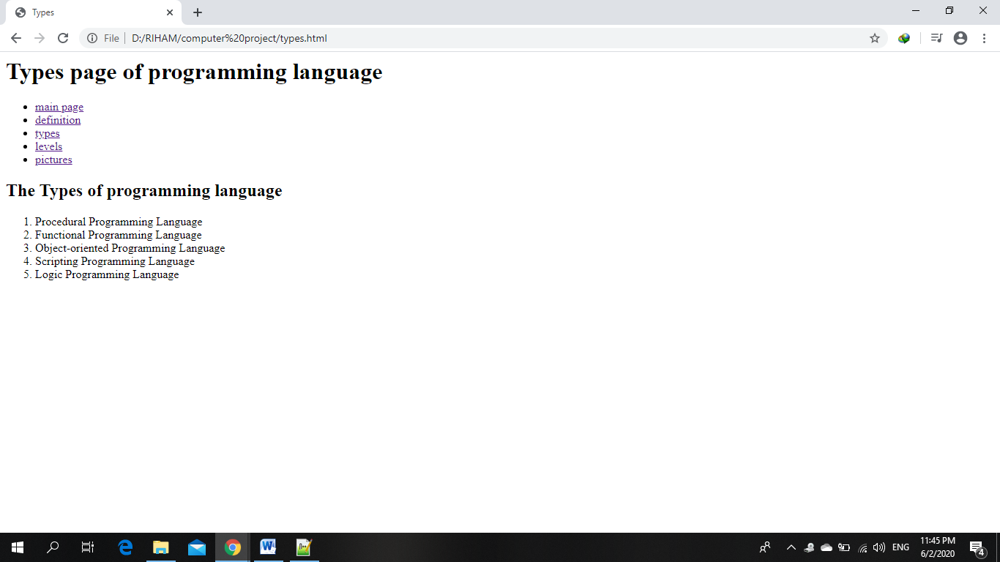 Types
File
D:/RIHAM/computer%20project/types.html
Types page of programming language
main page
definition
types
levels
pictures
The Types of programming language
1. Procedural Programming Language
2. Functional Programming Language
3. Object-oriented Programming Language
4. Scripting Programming Language
5. Logic Programming Language
ENG
11:45 PM
6/2/2020
4